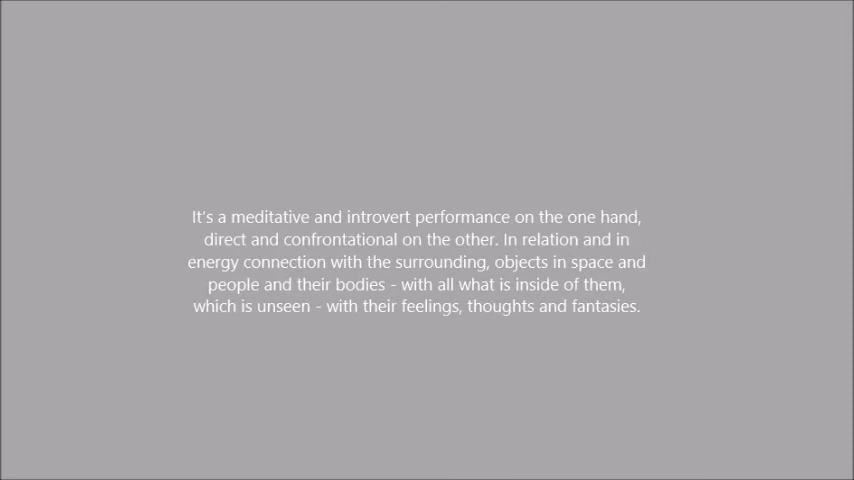 It's a meditative and introvert performance on the one hand,
direct and confrontational on the other. In relation and in
energy connection with the surrounding, objects in space and
people and their bodies - with all what is inside of them,
which is unseen - with their feelings, thoughts and fantasies.